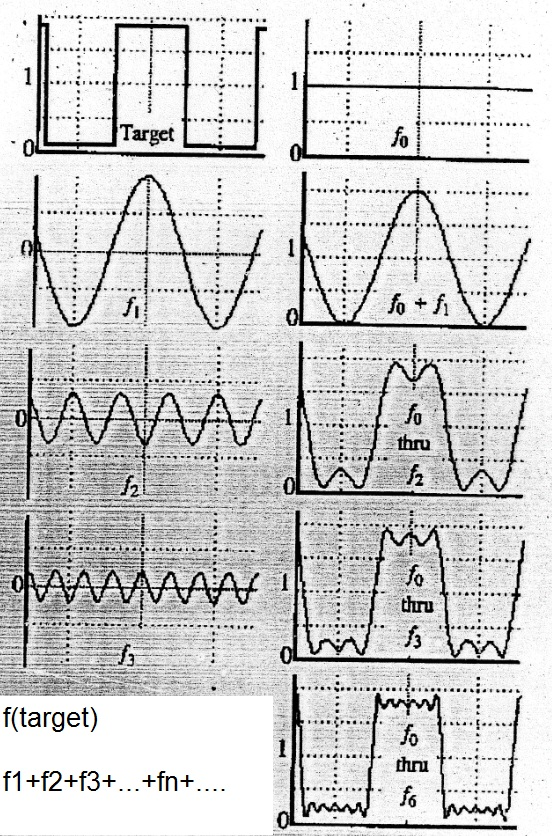 1
0
Target
1
0
f0
0
f1
1
0
f0 + f1
0
f2
1
0
f0
thru
f2
0
f3
1
0
f0
thru
f3
f(target)
f1+f2+f3+...+fn+....
1
0
f0
thru
f6